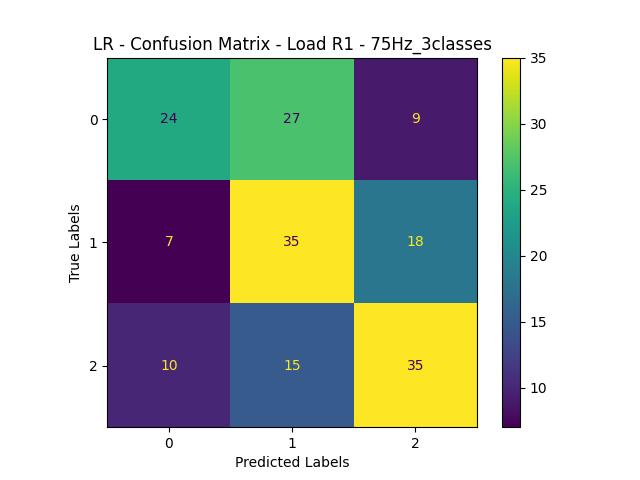 LR - Confusion Matrix - Load R1 - 75Hz_3classes
0 24 27 9
1 7 35 18
2 10 15 35
0 1 2
Predicted Labels
True Labels
35
30
25
20
15
10